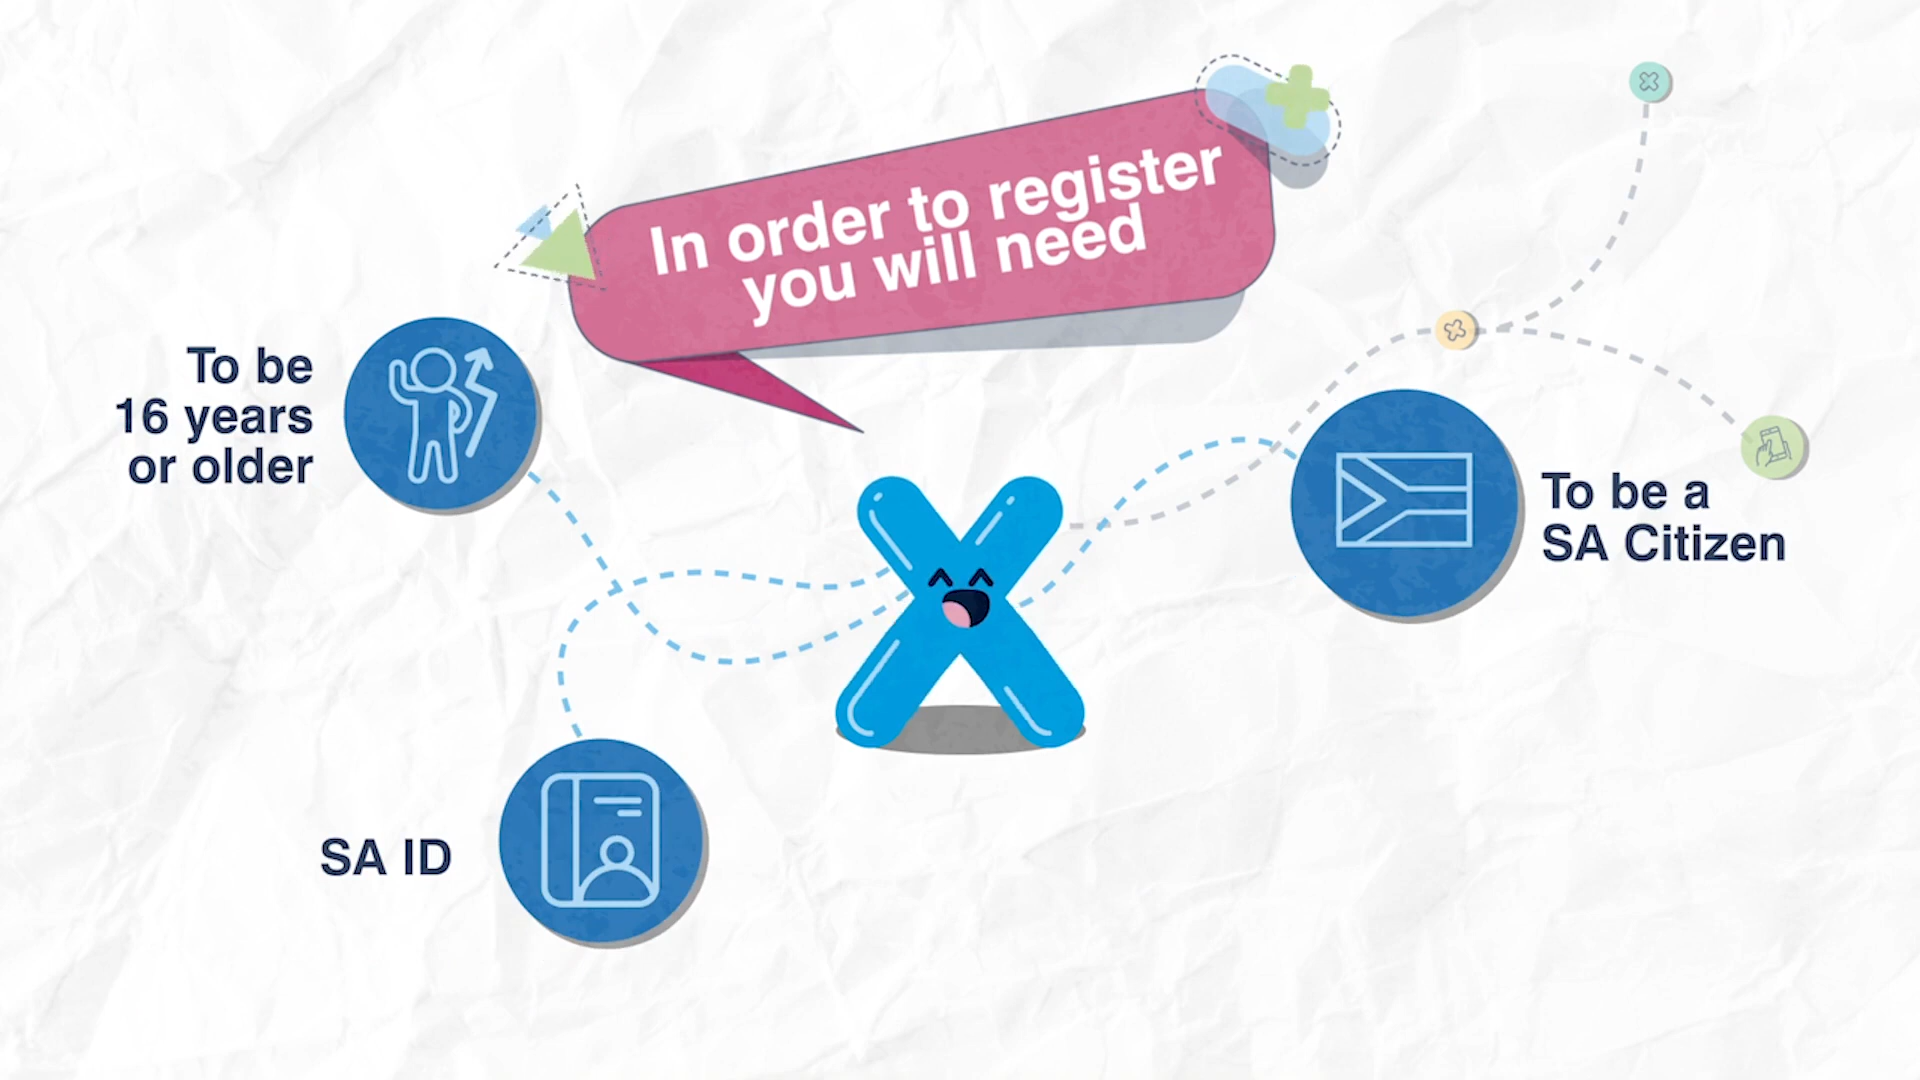 In order to register
you will need
To be
16 years
or older
To be a
SA Citizen
SA ID